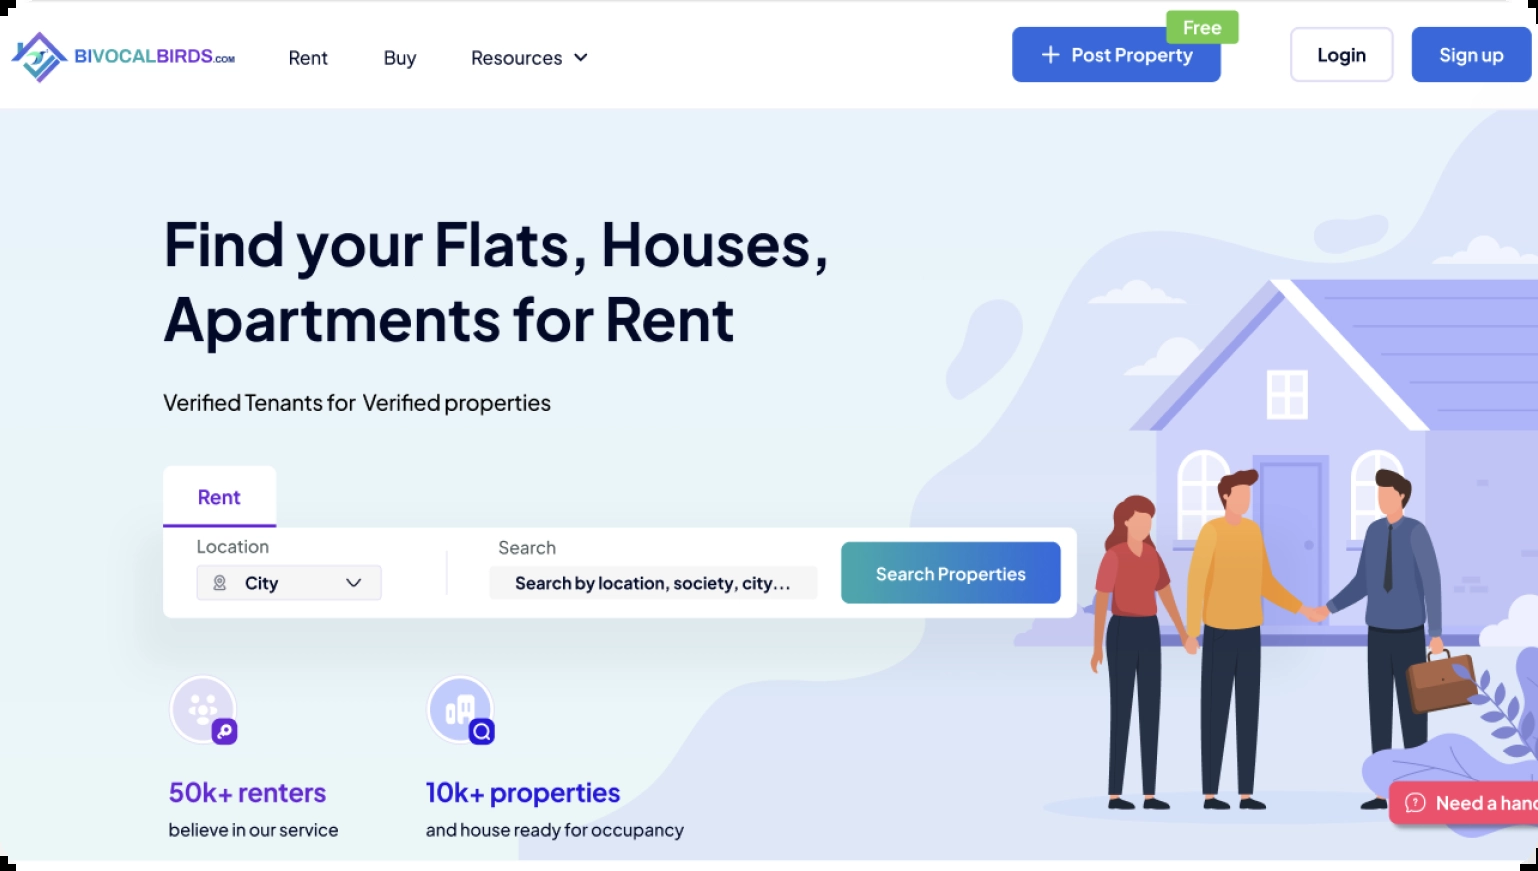 BIVOCALBIRDS.COM
Rent
Buy
Resources
Free
+ Post Property
Login
Sign up
Find your Flats, Houses,
Apartments for Rent
Verified Tenants for Verified properties
Rent
Location
City
Search
Search by location, society, city...
Search Properties
50k+ renters
believe in our service
10k+ properties
and house ready for occupancy
Need a han